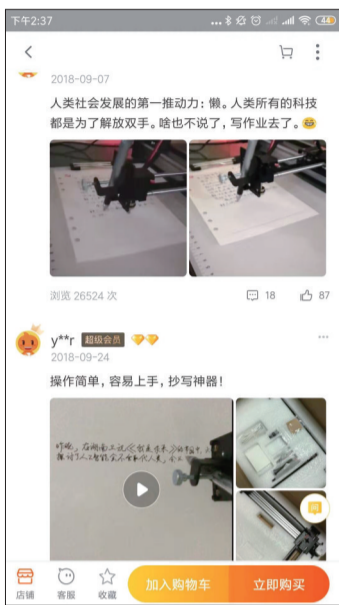 下午2:37
44
2018-09-07
人类社会发展的第一推动力：懒。人类所有的科技
都是为了解放双手。啥也不说了，写作业去了。
浏览 26524 次
18
87
y**r 超级会员
2018-09-24
操作简单，容易上手，抄写神器！
问
店铺
客服
收藏
加入购物车
立即购买